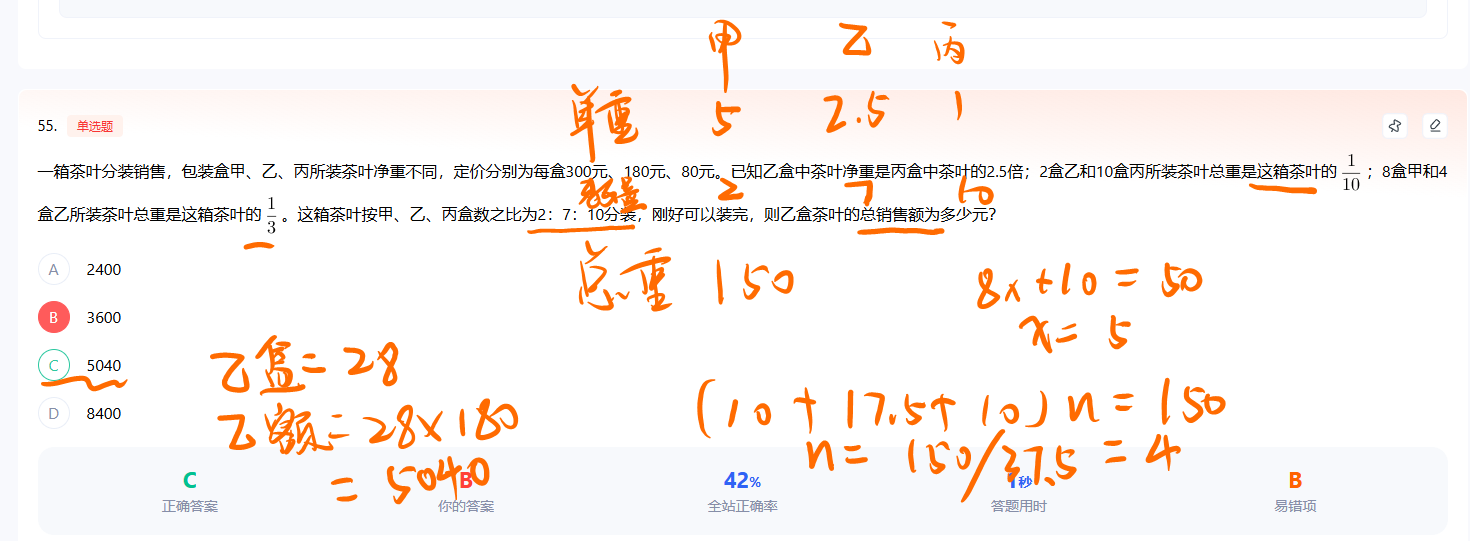 甲 乙 丙
单重 5 2.5 1
55. 单选题
一箱茶叶分装销售，包装盒甲、乙、丙所装茶叶净重不同，定价分别为每盒300元、180元、80元。已知乙盒中茶叶净重是丙盒中茶叶的2.5倍；2盒乙和10盒丙所装茶叶总重是这箱茶叶的 1/10 ；8盒甲和4
数量 2 7 10
盒乙所装茶叶总重是这箱茶叶的 1/3 。这箱茶叶按甲、乙、丙盒数之比为2：7：10分装，刚好可以装完，则乙盒茶叶的总销售额为多少元？
总重 150
A 2400
8x+10=50
B 3600
x=5
C 5040
乙盒=28
D 8400
乙额=28×180
=5040
(10+17.5+10)n=150
n=150/37.5=4
C B 42% 1秒 B
正确答案 你的答案 全站正确率 答题用时 易错项